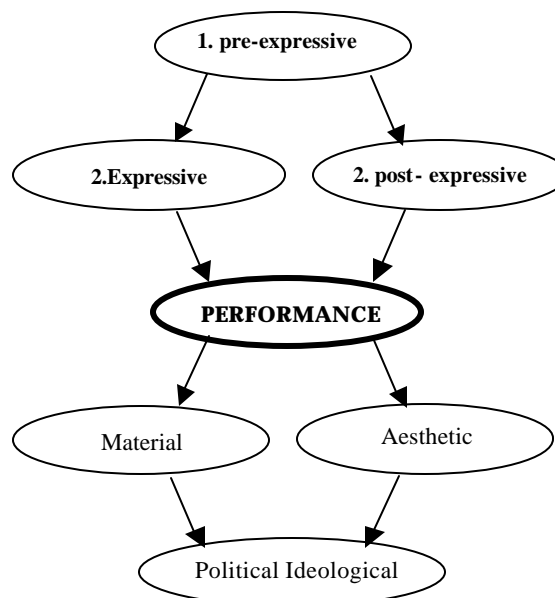 1. pre-expressive
2.Expressive
2. post- expressive
PERFORMANCE
Material
Aesthetic
Political Ideological